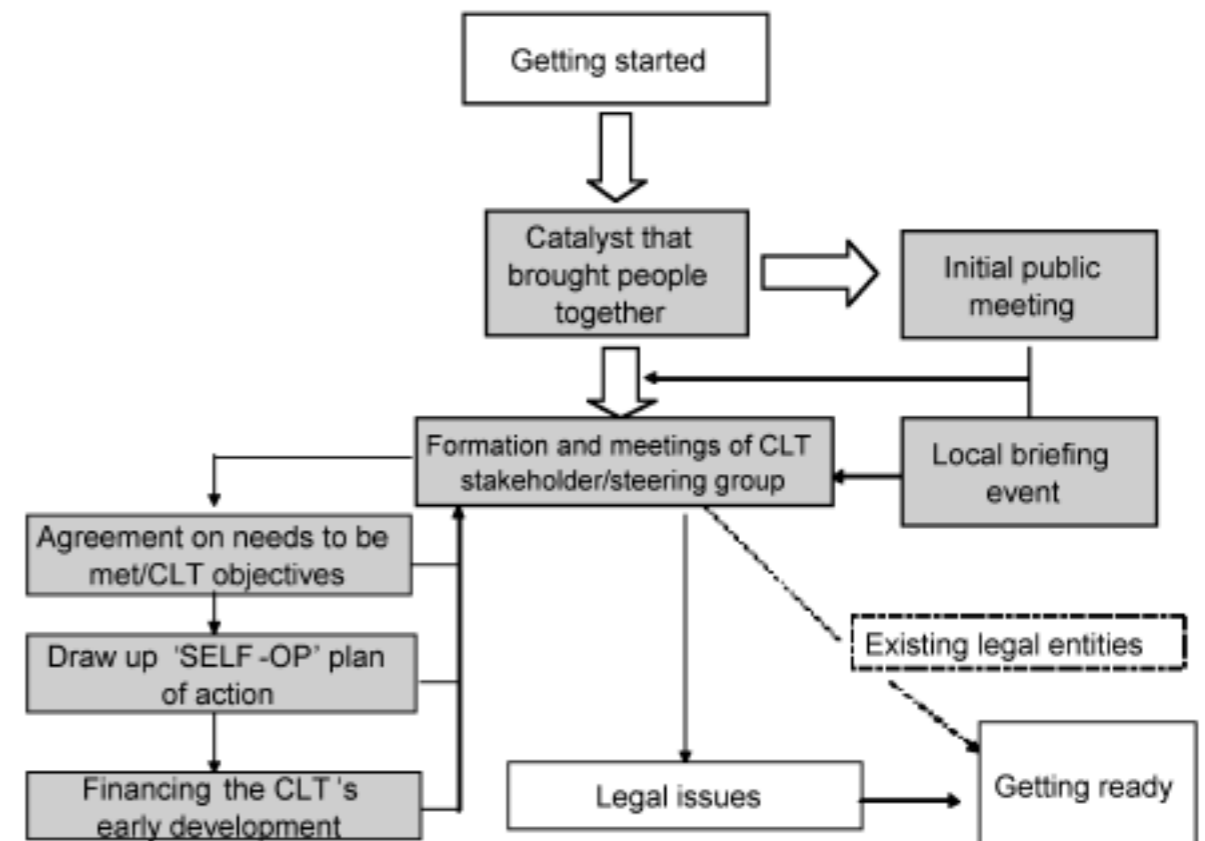 Getting started
Catalyst that
brought people
together
Initial public
meeting
Formation and meetings of CLT
stakeholder/steering group
Local briefing
event
Agreement on needs to be
met/CLT objectives
Draw up 'SELF-OP' plan
of action
Existing legal entities
Financing the CLT's
early development
Legal issues
Getting ready